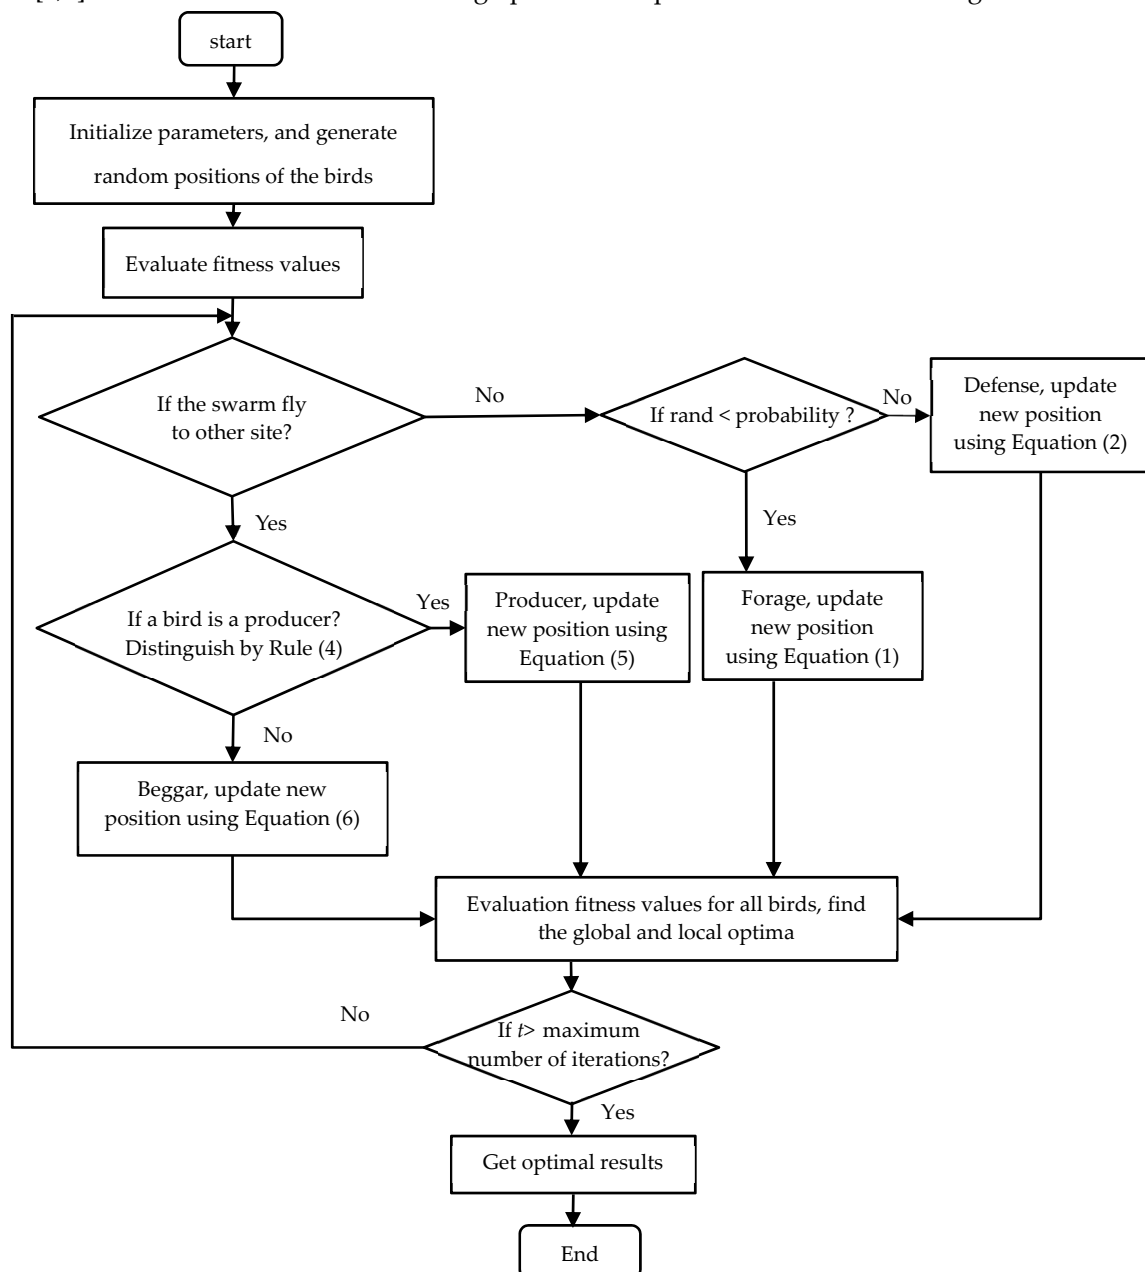 start
Initialize parameters, and generate
random positions of the birds
Evaluate fitness values
If the swarm fly
to other site?
No
If rand < probability ?
No
Defense, update
new position
using Equation (2)
Yes
Yes
If a bird is a producer?
Distinguish by Rule (4)
Yes
Producer, update
new position using
Equation (5)
Forage, update
new position
using Equation (1)
No
Beggar, update new
position using Equation (6)
Evaluation fitness values for all birds, find
the global and local optima
No
If t> maximum
number of iterations?
Yes
Get optimal results
End